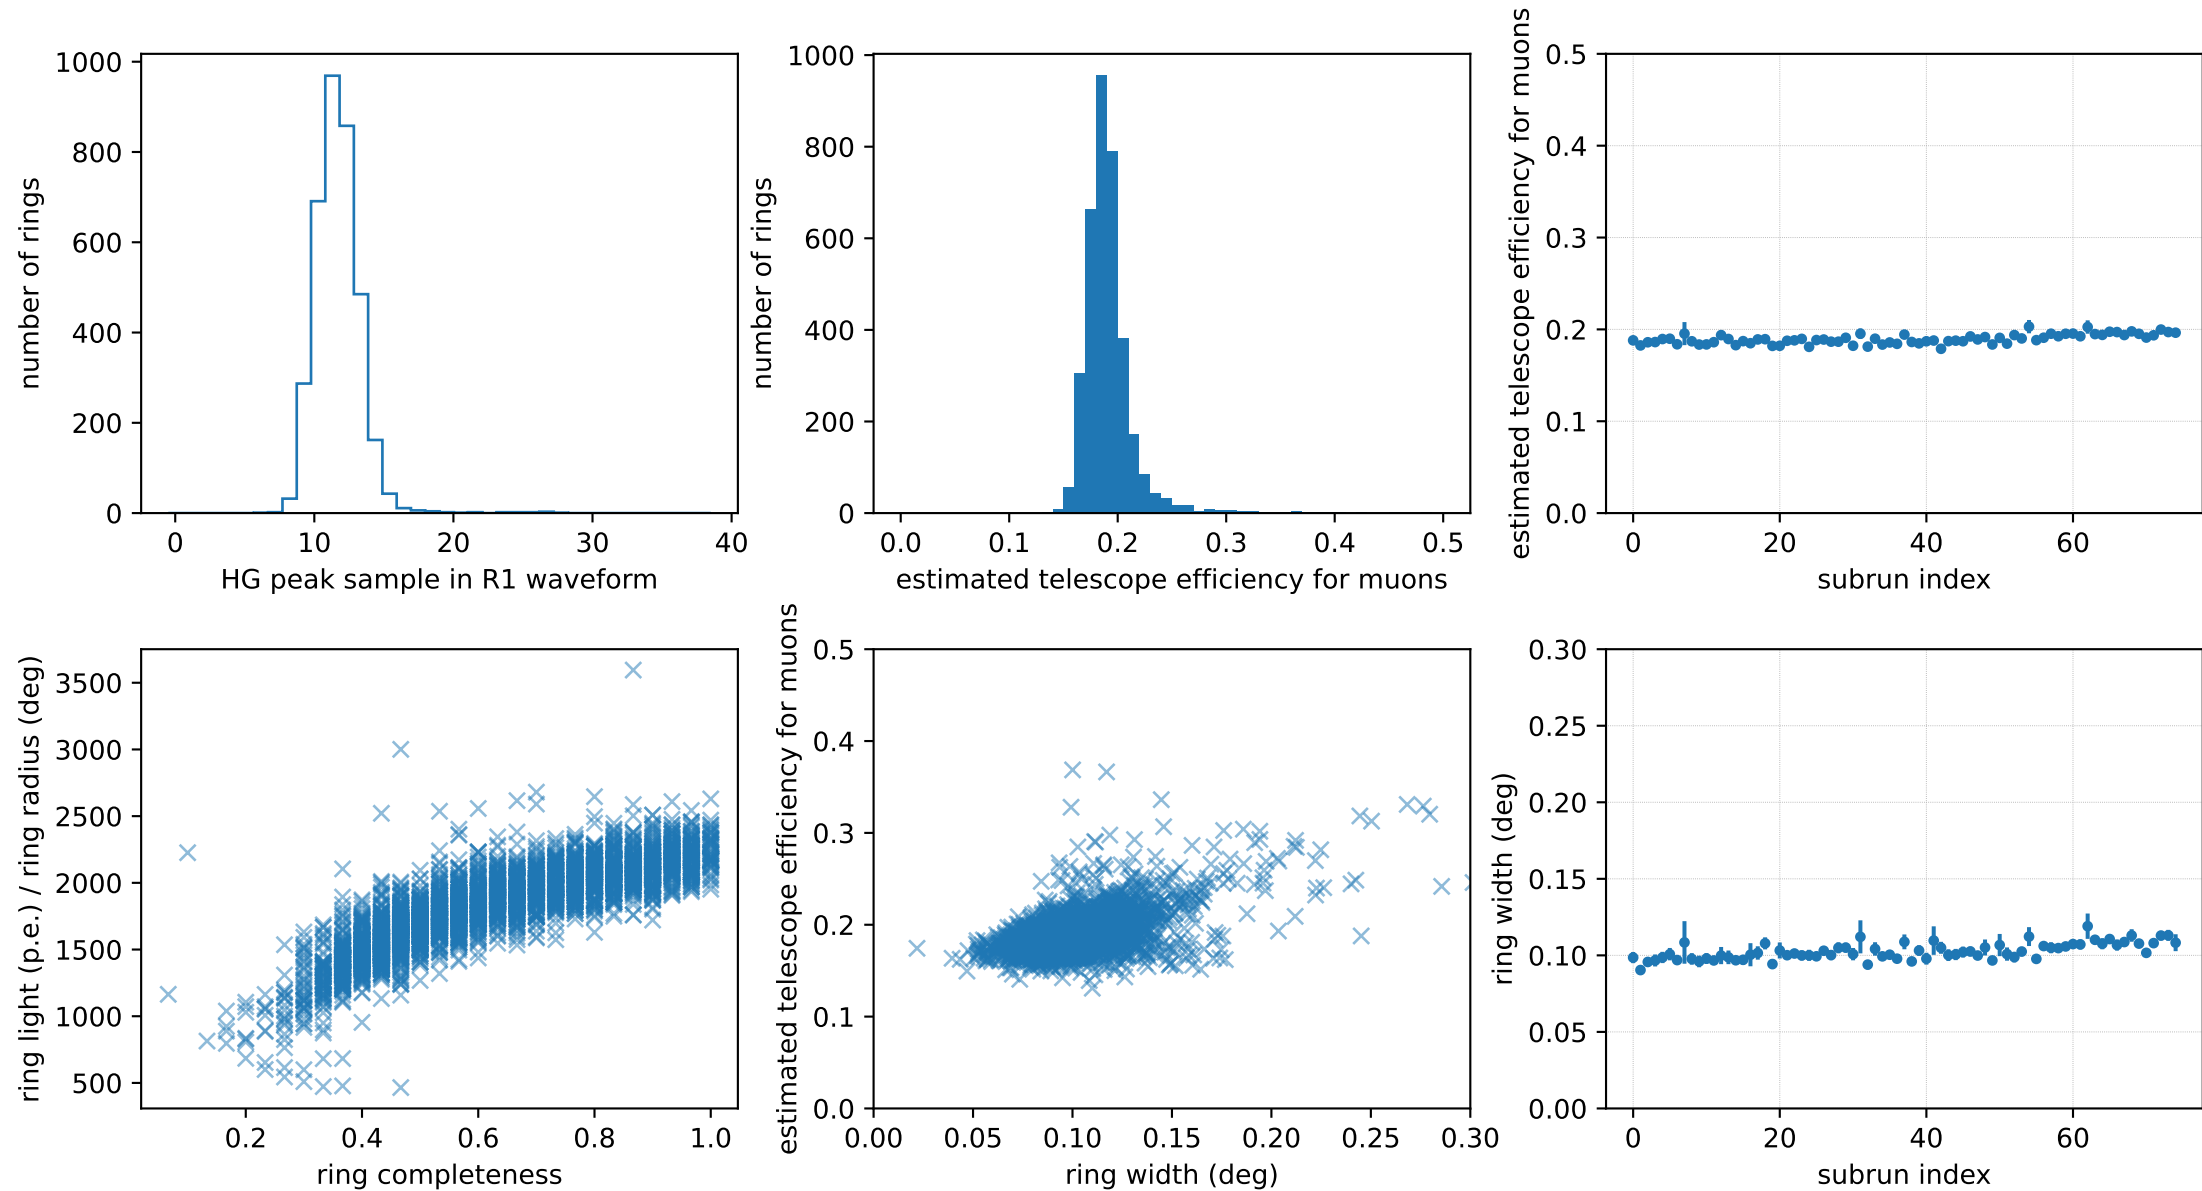 1000
800
600
400
200
0
number of rings
0 10 20 30 40
HG peak sample in R1 waveform
1000
800
600
400
200
0
number of rings
0.0 0.1 0.2 0.3 0.4 0.5
estimated telescope efficiency for muons
0.5
0.4
0.3
0.2
0.1
0.0
estimated telescope efficiency for muons
0 20 40 60
subrun index
3500
3000
2500
2000
1500
1000
500
ring light (p.e.) / ring radius (deg)
0.2 0.4 0.6 0.8 1.0
ring completeness
0.5
0.4
0.3
0.2
0.1
0.0
estimated telescope efficiency for muons
0.00 0.05 0.10 0.15 0.20 0.25 0.30
ring width (deg)
0.30
0.25
0.20
0.15
0.10
0.05
0.00
ring width (deg)
0 20 40 60
subrun index